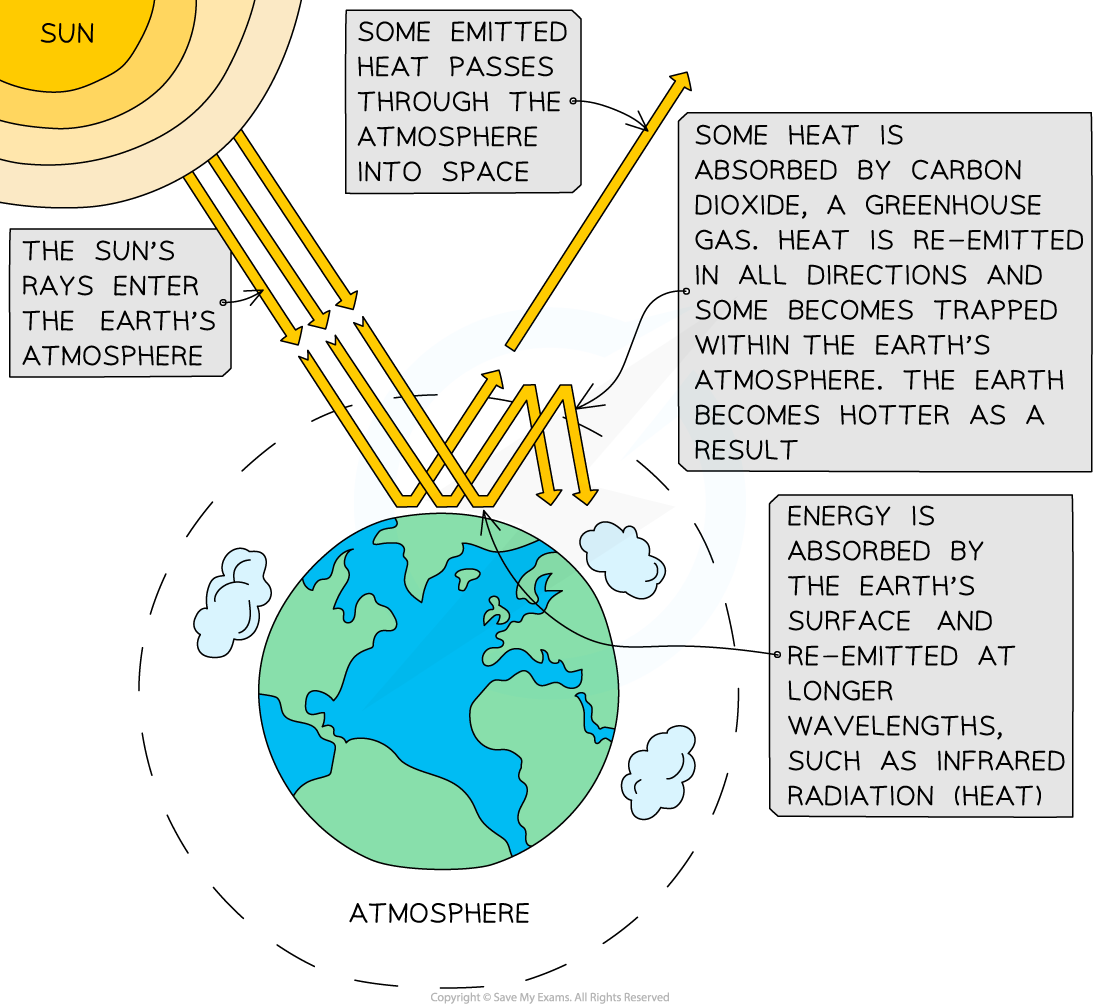 SUN
SOME EMITTED
HEAT PASSES
THROUGH THE
ATMOSPHERE
INTO SPACE
SOME HEAT IS
ABSORBED BY CARBON
DIOXIDE, A GREENHOUSE
GAS. HEAT IS RE-EMITTED
IN ALL DIRECTIONS AND
SOME BECOMES TRAPPED
WITHIN THE EARTH'S
ATMOSPHERE. THE EARTH
BECOMES HOTTER AS A
RESULT
THE SUN'S
RAYS ENTER
THE EARTH'S
ATMOSPHERE
ENERGY IS
ABSORBED BY
THE EARTH'S
SURFACE AND
RE-EMITTED AT
LONGER
WAVELENGTHS,
SUCH AS INFRARED
RADIATION (HEAT)
ATMOSPHERE
Copyright © Save My Exams. All Rights Reserved